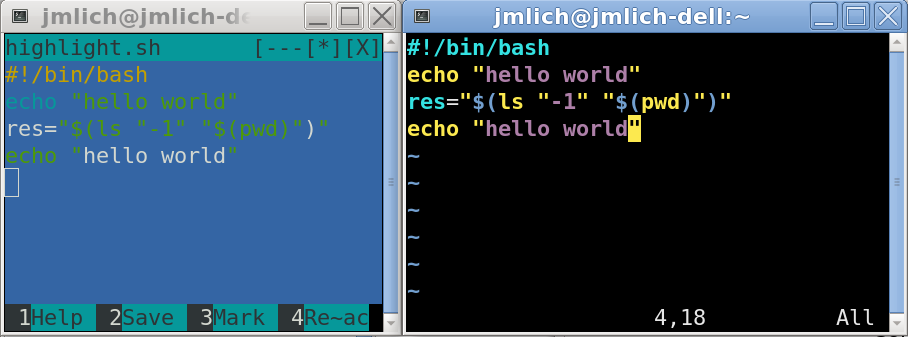 jmlich@jmlich-de
highlight.sh [---[*][X]
#!/bin/bash
echo "hello world"
res="$(ls "-1" "$(pwd)")"
echo "hello world"
1Help 2Save 3Mark 4Re~ac
jmlich@jmlich-dell:~
#!/bin/bash
echo "hello world"
res="$(ls "-1" "$(pwd)")"
echo "hello world"
~
~
~
~
~
~
4,18 All